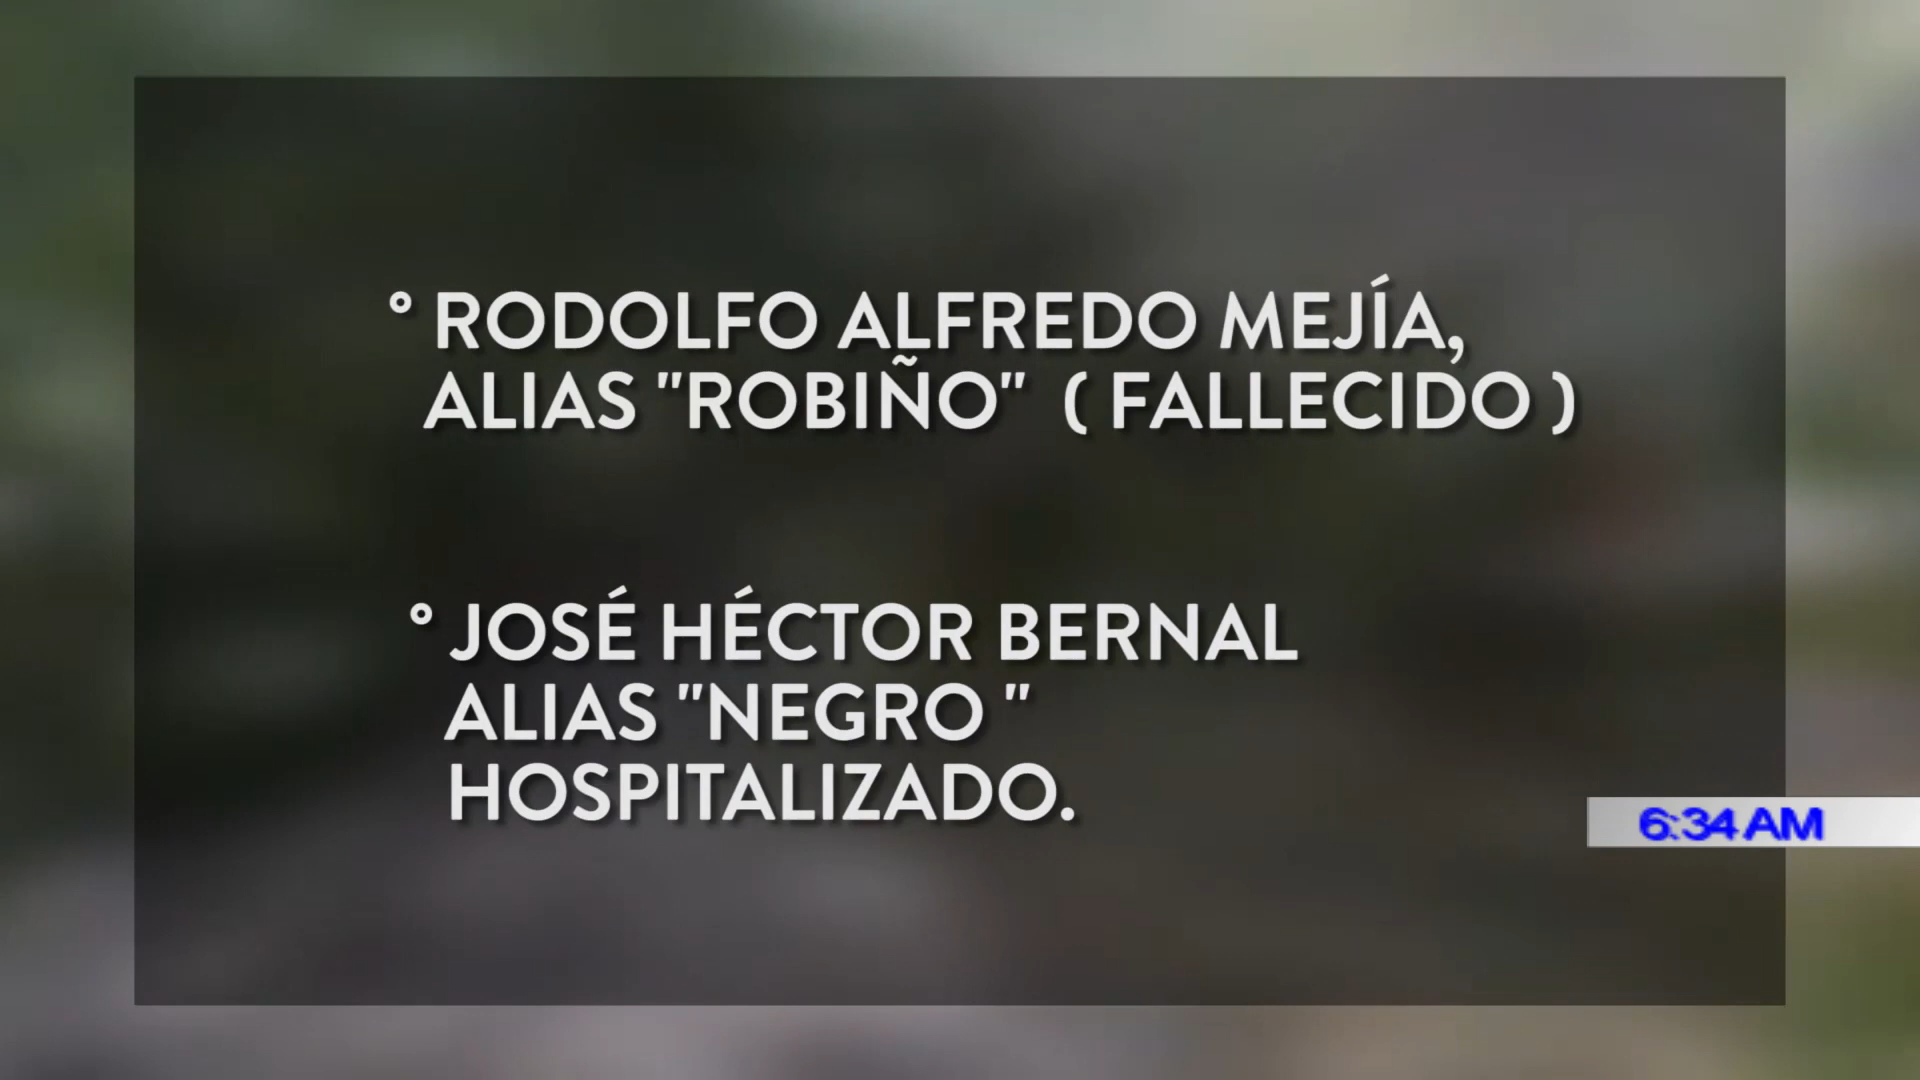 ° RODOLFO ALFREDO MEJÍA,
ALIAS "ROBIÑO" ( FALLECIDO )
° JOSÉ HÉCTOR BERNAL
ALIAS "NEGRO "
HOSPITALIZADO.
6:34 AM